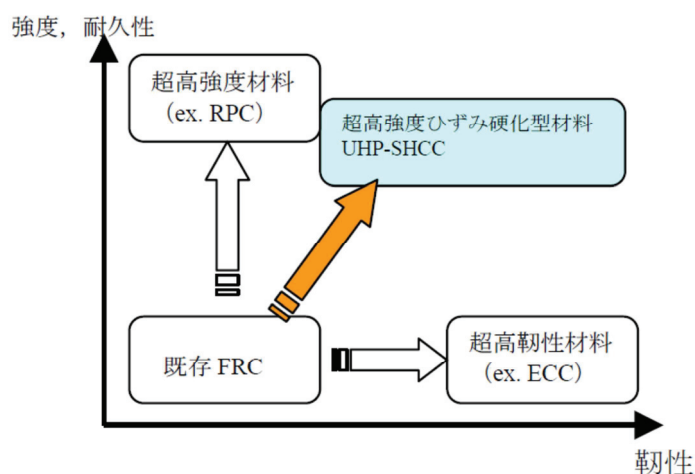 強度，耐久性
超高強度材料
(ex. RPC)
超高強度ひずみ硬化型材料
UHP-SHCC
既存 FRC
超高靭性材料
(ex. ECC)
靭性